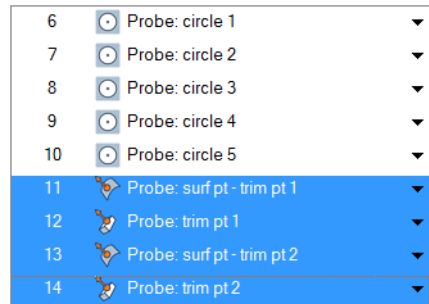 6 Probe: circle 1
7 Probe: circle 2
8 Probe: circle 3
9 Probe: circle 4
10 Probe: circle 5
11 Probe: surf pt - trim pt 1
12 Probe: trim pt 1
13 Probe: surf pt - trim pt 2
14 Probe: trim pt 2